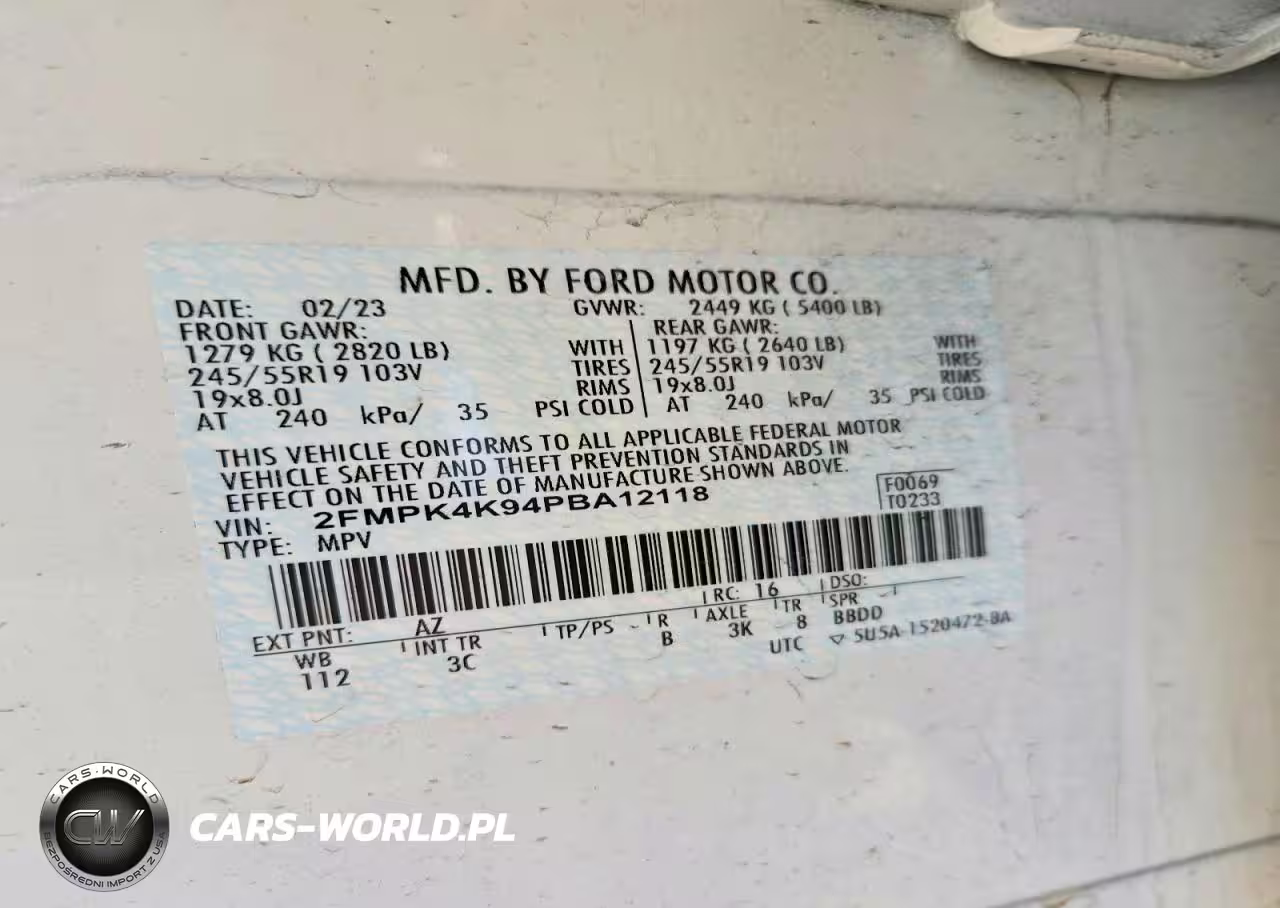 MFD. BY FORD MOTOR CO.
DATE: 02/23 GVWR: 2449 KG ( 5400 LB)
FRONT GAWR: REAR GAWR:
1279 KG ( 2820 LB) WITH 1197 KG ( 2640 LB) WITH
245/55R19 103V TIRES 245/55R19 103V TIRES
19x8.0J RIMS 19x8.0J RIMS
AT 240 kPa/ 35 PSI COLD AT 240 kPa/ 35 PSI COLD
THIS VEHICLE CONFORMS TO ALL APPLICABLE FEDERAL MOTOR
VEHICLE SAFETY AND THEFT PREVENTION STANDARDS IN
EFFECT ON THE DATE OF MANUFACTURE SHOWN ABOVE.
VIN: 2FMPK4K94PBA12118
F0069
T0233
TYPE: MPV
EXT PNT: AZ RC: 16 DSO:
WB INT TR TP/PS R AXLE TR SPR
112 3C B 3K 8 BBDD
UTC ▽ 5U5A-1520472-BA
CARS-WORLD
CW
BEZPOŚREDNI IMPORT Z USA
CARS-WORLD.PL